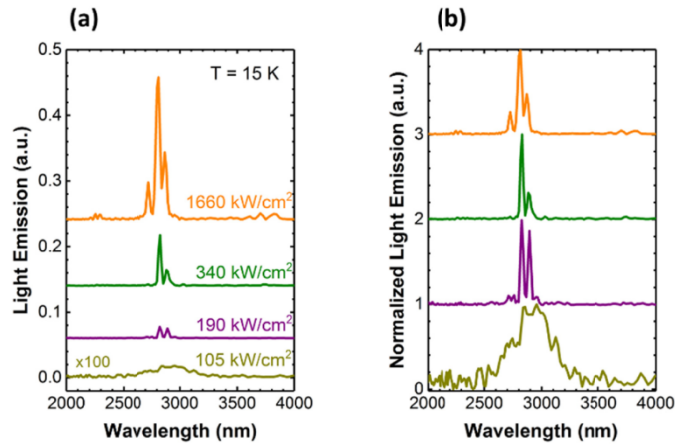 (a)
(b)
0.5
0.4
0.3
0.2
0.1
0.0
Light Emission (a.u.)
T = 15 K
1660 kW/cm²
340 kW/cm²
190 kW/cm²
x100
105 kW/cm²
2000 2500 3000 3500 4000
Wavelength (nm)
4
3
2
1
0
Normalized Light Emission (a.u.)
2000 2500 3000 3500 4000
Wavelength (nm)